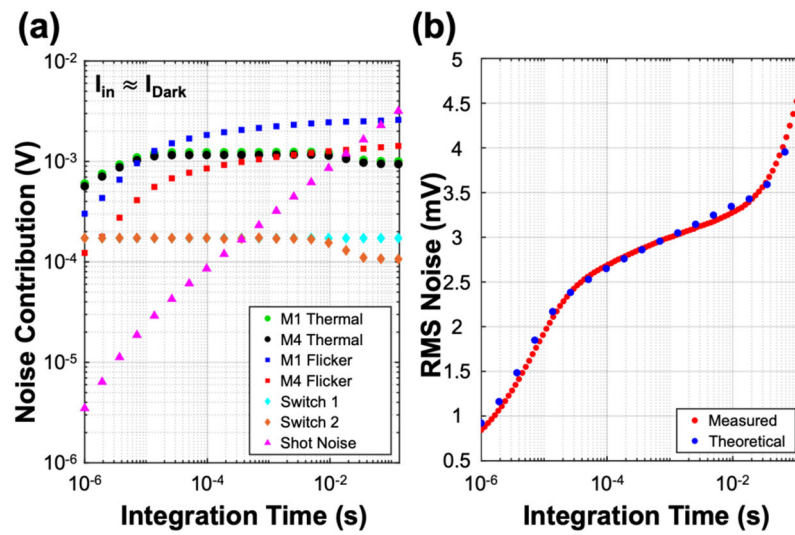 (a)
I_in ≈ I_Dark
Noise Contribution (V)
10^-2
10^-3
10^-4
10^-5
10^-6
M1 Thermal
M4 Thermal
M1 Flicker
M4 Flicker
Switch 1
Switch 2
Shot Noise
10^-6
10^-4
10^-2
Integration Time (s)
(b)
RMS Noise (mV)
5
4.5
4
3.5
3
2.5
2
1.5
1
0.5
Measured
Theoretical
10^-6
10^-4
10^-2
Integration Time (s)